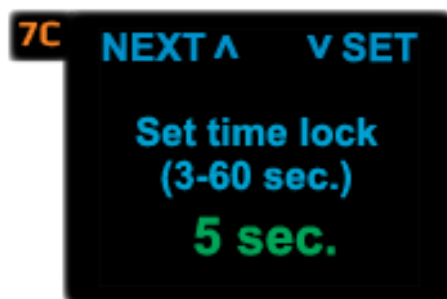 7C
NEXT ∧ ∨ SET
Set time lock
(3-60 sec.)
5 sec.